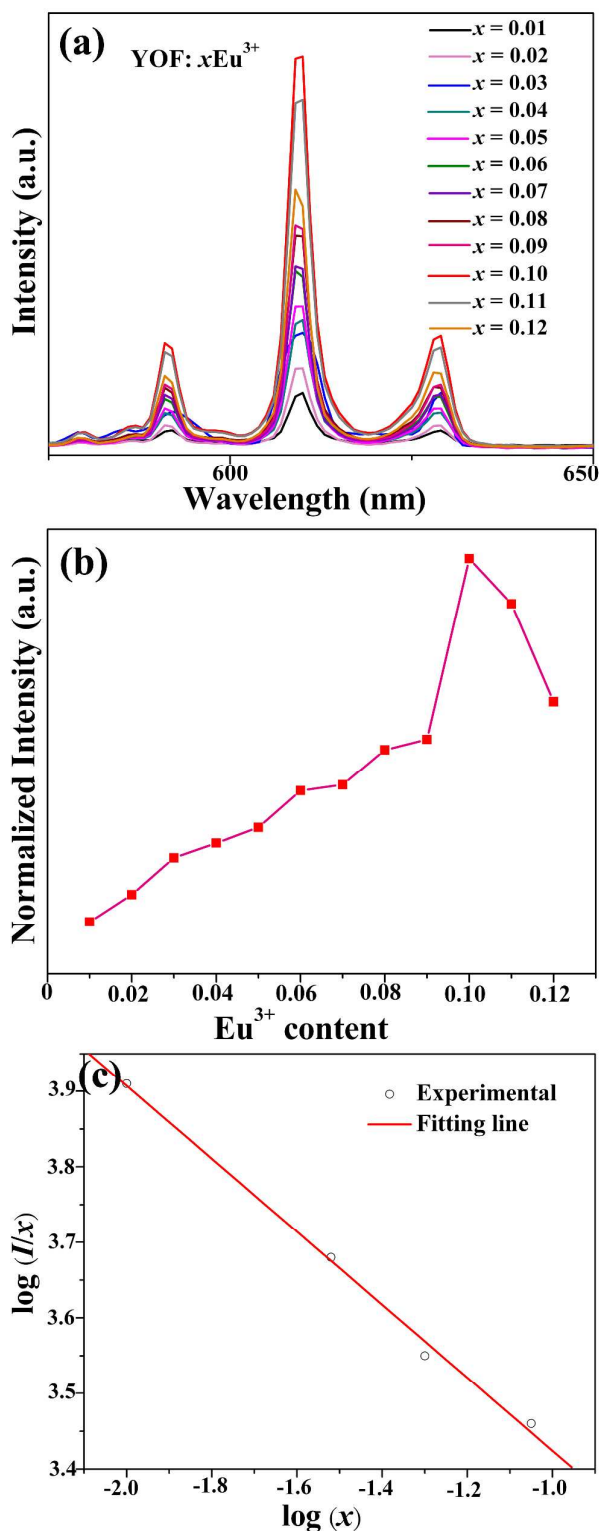 (a)
YOF: xEu³⁺
x = 0.01
x = 0.02
x = 0.03
x = 0.04
x = 0.05
x = 0.06
x = 0.07
x = 0.08
x = 0.09
x = 0.10
x = 0.11
x = 0.12
Intensity (a.u.)
600
650
Wavelength (nm)
(b)
Normalized Intensity (a.u.)
0
0.02
0.04
0.06
0.08
0.10
0.12
Eu³⁺ content
(c)
Experimental
Fitting line
log (I/x)
3.9
3.8
3.7
3.6
3.5
3.4
-2.0
-1.8
-1.6
-1.4
-1.2
-1.0
log (x)